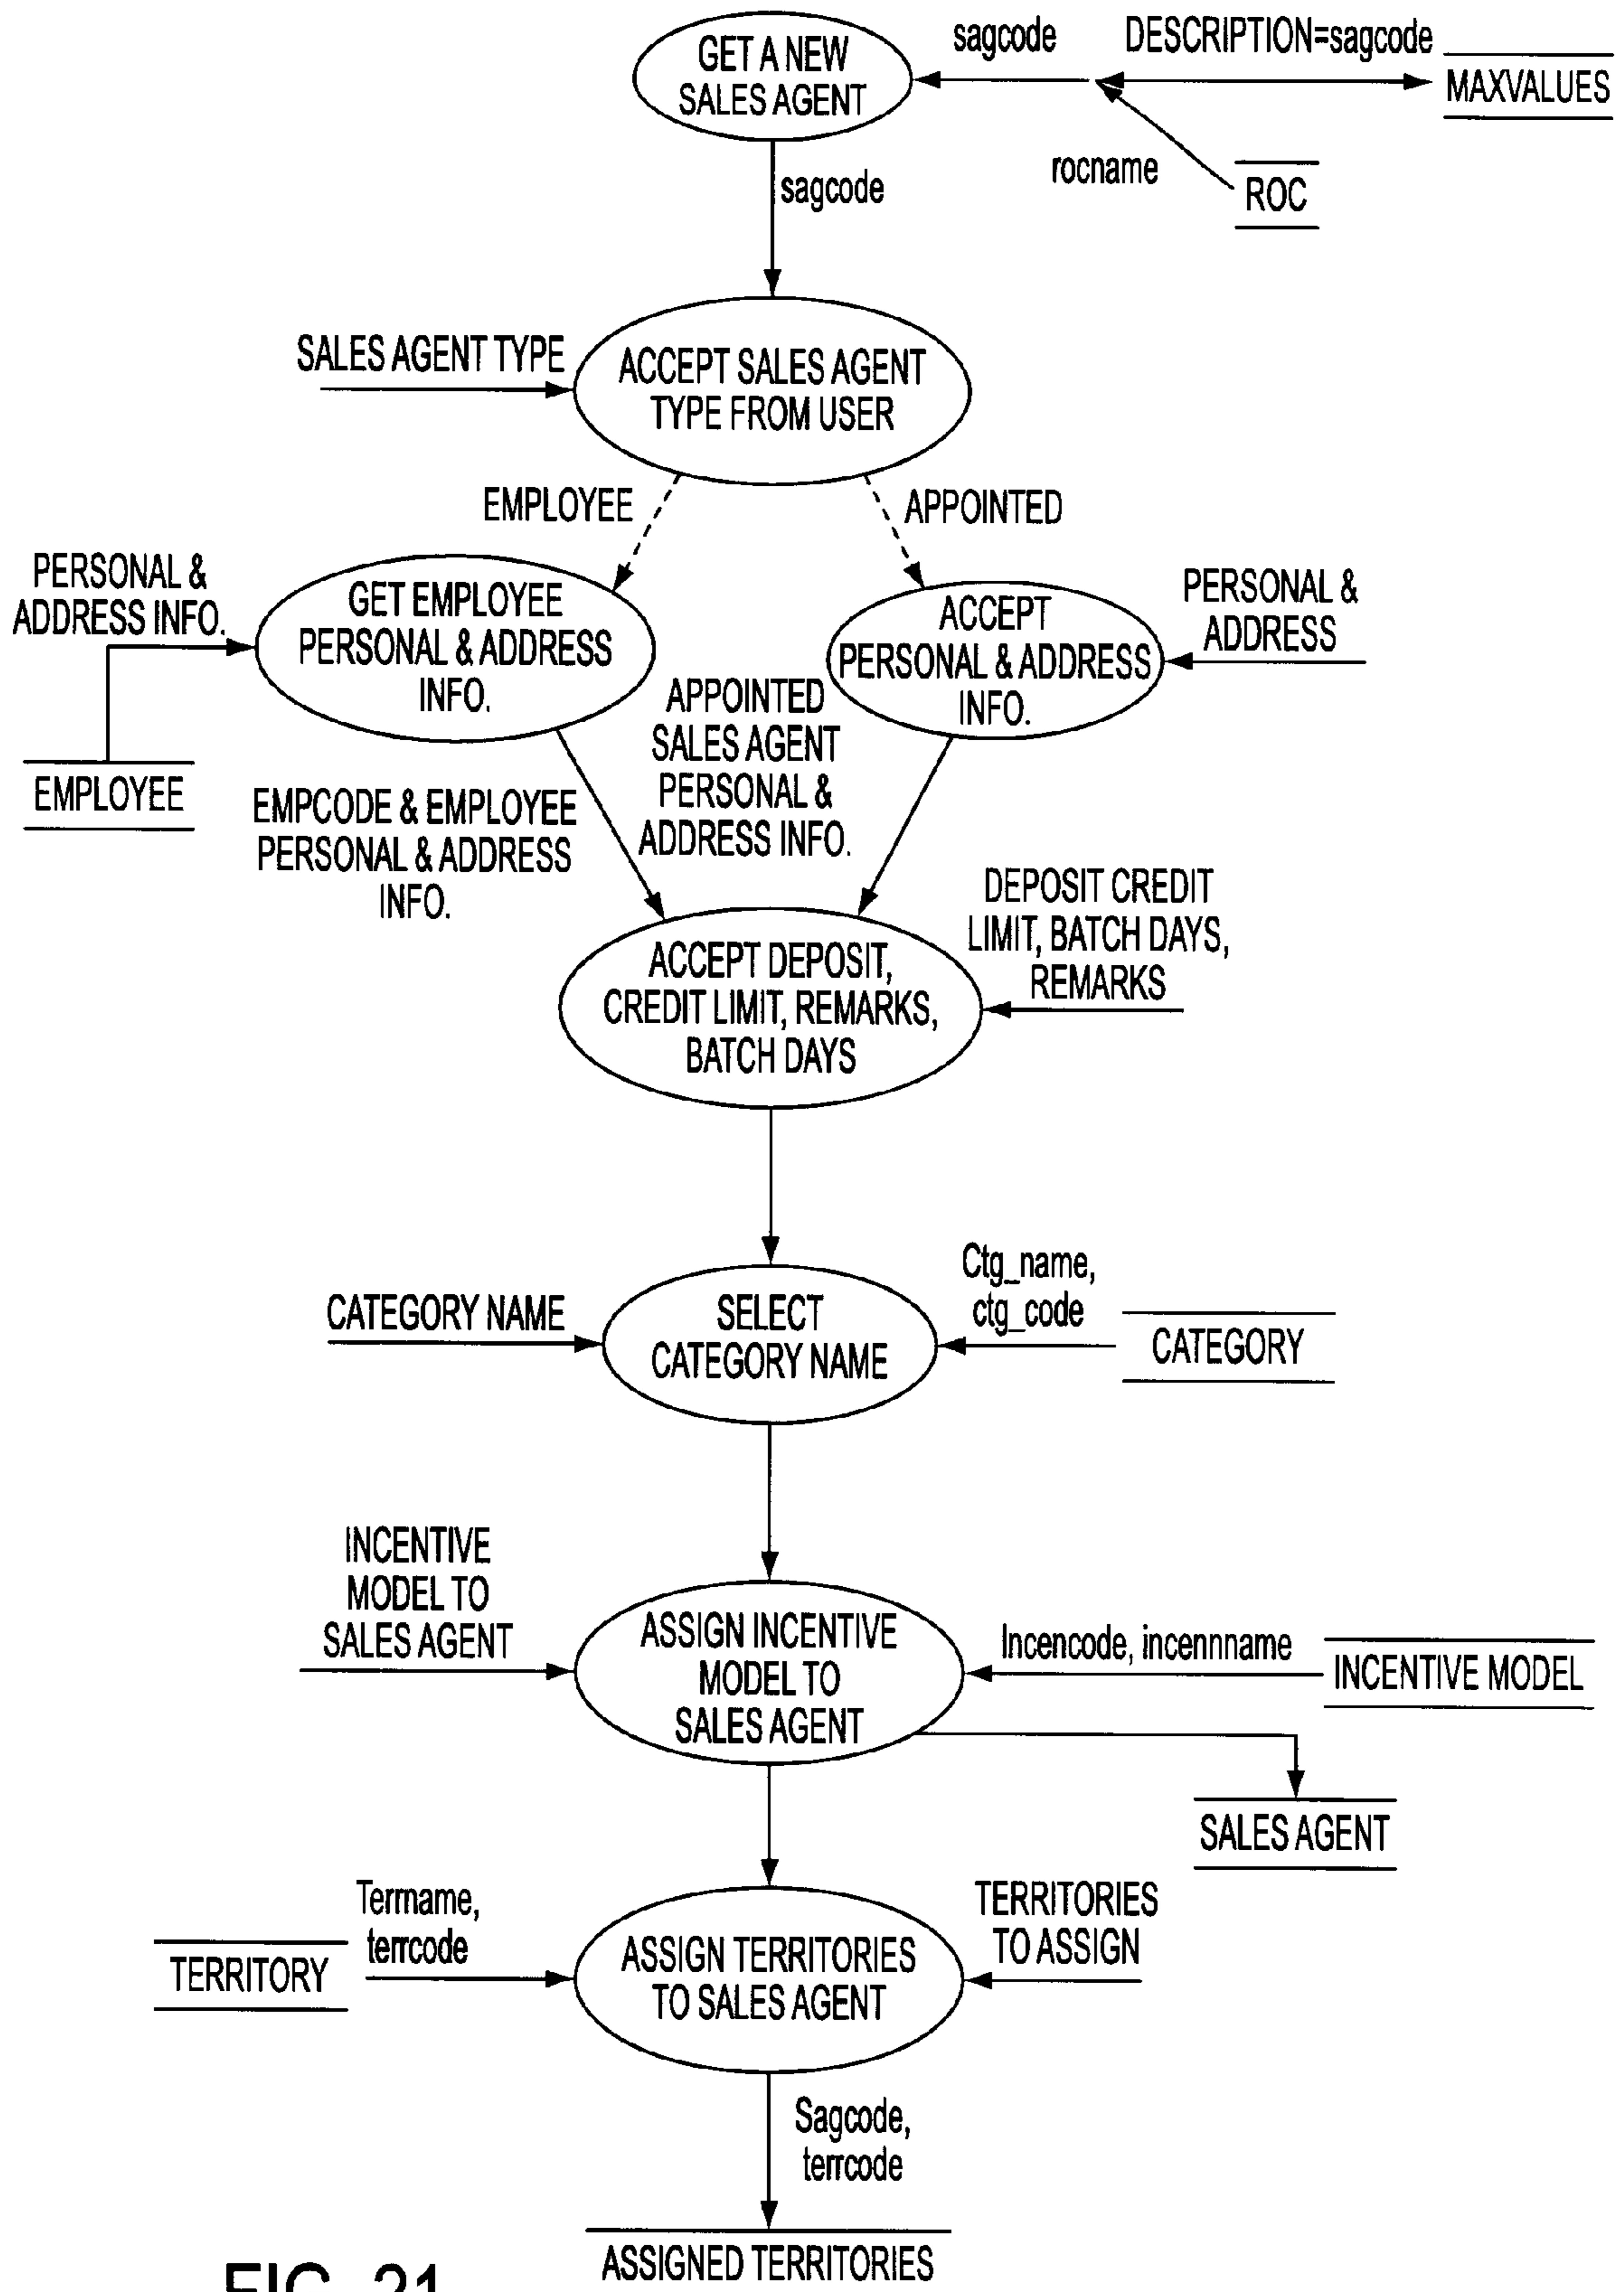 GET A NEW
SALES AGENT
sagcode
DESCRIPTION=sagcode
MAXVALUES
rocname
ROC
sagcode
SALES AGENT TYPE
ACCEPT SALES AGENT
TYPE FROM USER
EMPLOYEE
APPOINTED
PERSONAL &
ADDRESS INFO.
GET EMPLOYEE
PERSONAL & ADDRESS
INFO.
ACCEPT
PERSONAL & ADDRESS
INFO.
PERSONAL &
ADDRESS
EMPLOYEE
EMPCODE & EMPLOYEE
PERSONAL & ADDRESS
INFO.
APPOINTED
SALES AGENT
PERSONAL &
ADDRESS INFO.
ACCEPT DEPOSIT,
CREDIT LIMIT, REMARKS,
BATCH DAYS
DEPOSIT CREDIT
LIMIT, BATCH DAYS,
REMARKS
CATEGORY NAME
SELECT
CATEGORY NAME
Ctg_name,
ctg_code
CATEGORY
INCENTIVE
MODEL TO
SALES AGENT
ASSIGN INCENTIVE
MODEL TO
SALES AGENT
Incencode, incennname
INCENTIVE MODEL
SALES AGENT
Terrname,
terrcode
TERRITORY
ASSIGN TERRITORIES
TO SALES AGENT
TERRITORIES
TO ASSIGN
Sagcode,
terrcode
ASSIGNED TERRITORIES
FIG. 21